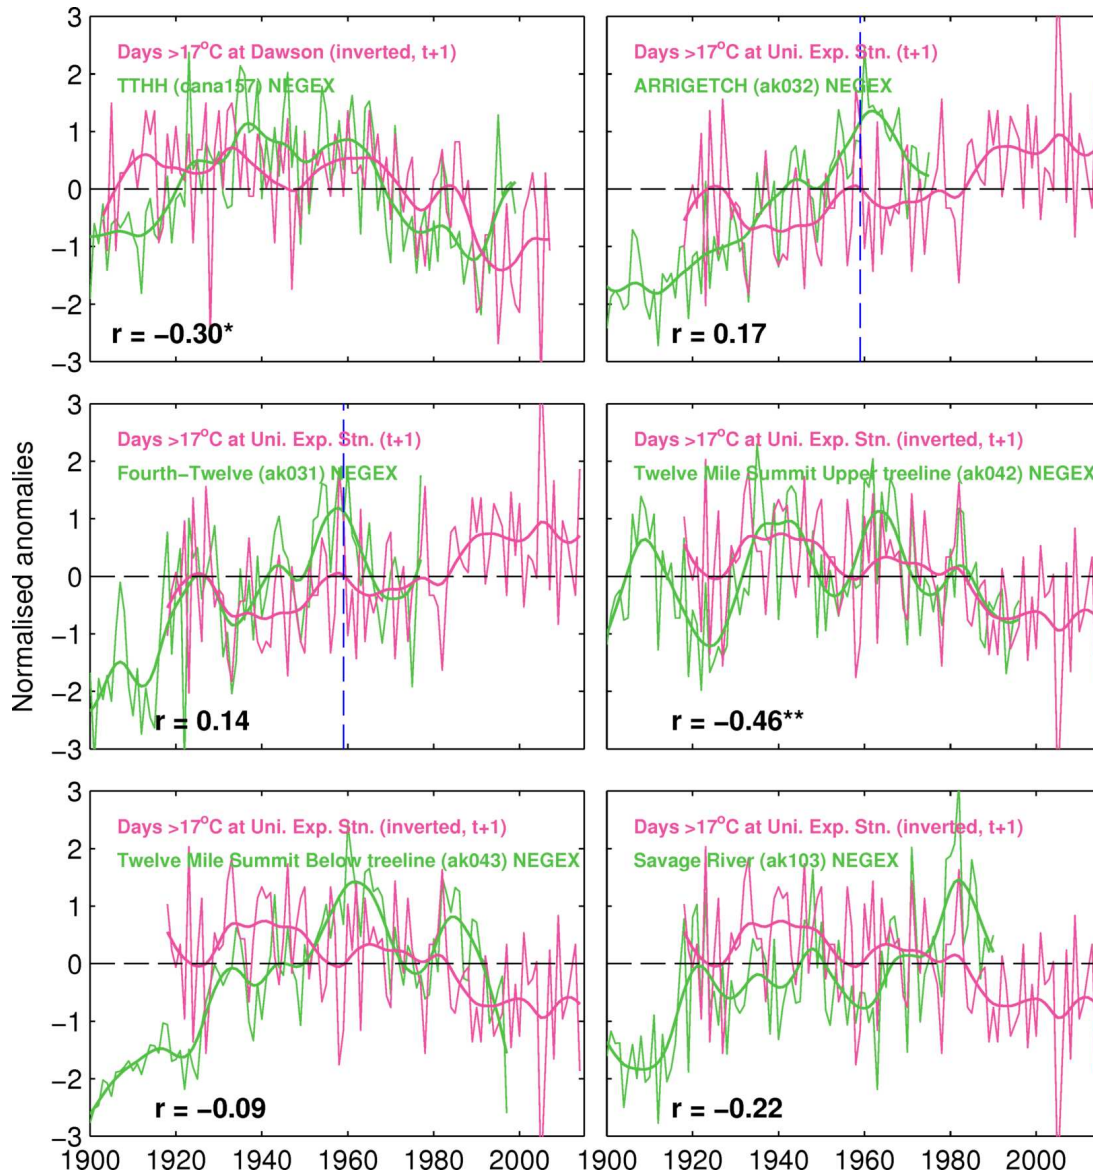 3
2
1
0
−1
−2
−3
Days >17°C at Dawson (inverted, t+1)
TTHH (dana157) NEGEX
r = −0.30*
Days >17°C at Uni. Exp. Stn. (t+1)
ARRIGETCH (ak032) NEGEX
r = 0.17
Normalised anomalies
3
2
1
0
−1
−2
−3
Days >17°C at Uni. Exp. Stn. (t+1)
Fourth−Twelve (ak031) NEGEX
r = 0.14
Days >17°C at Uni. Exp. Stn. (inverted, t+1)
Twelve Mile Summit Upper treeline (ak042) NEGEX
r = −0.46**
3
2
1
0
−1
−2
−3
Days >17°C at Uni. Exp. Stn. (inverted, t+1)
Twelve Mile Summit Below treeline (ak043) NEGEX
r = −0.09
Days >17°C at Uni. Exp. Stn. (inverted, t+1)
Savage River (ak103) NEGEX
r = −0.22
1900 1920 1940 1960 1980 2000
1900 1920 1940 1960 1980 2000